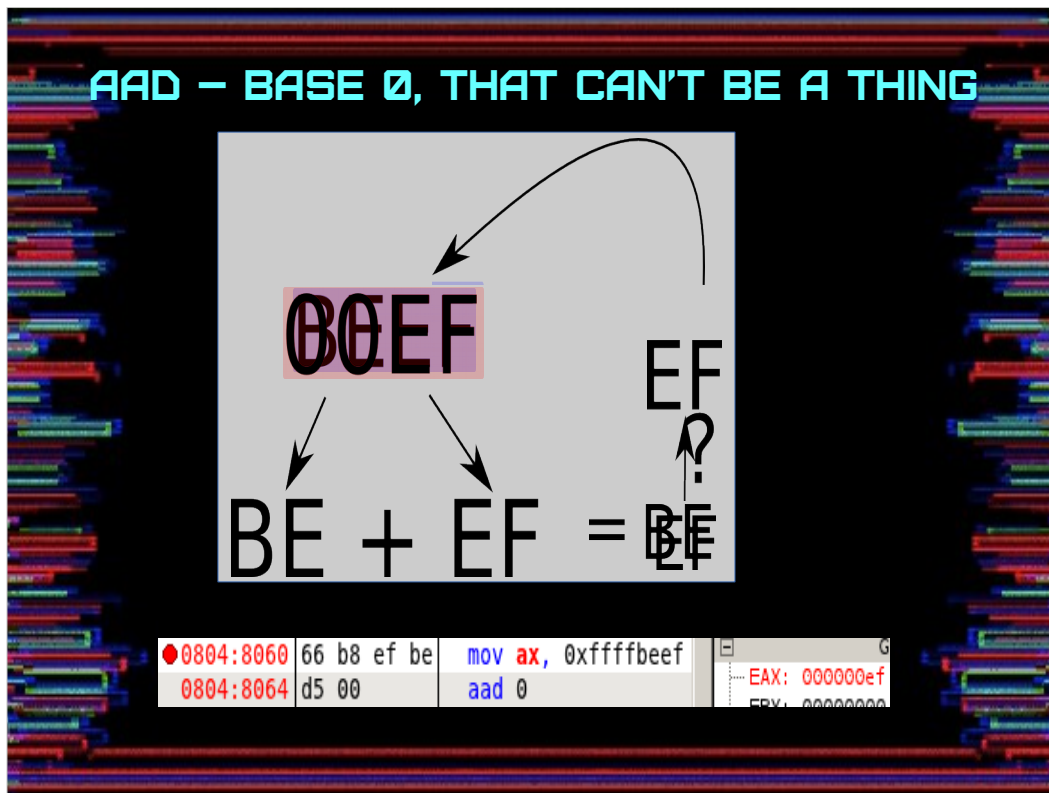 AAD – BASE 0, THAT CAN'T BE A THING
00EF
EF
?
BE + EF =
0804:8060 66 b8 ef be mov ax, 0xffffbeef
0804:8064 d5 00 aad 0
G
EAX: 000000ef